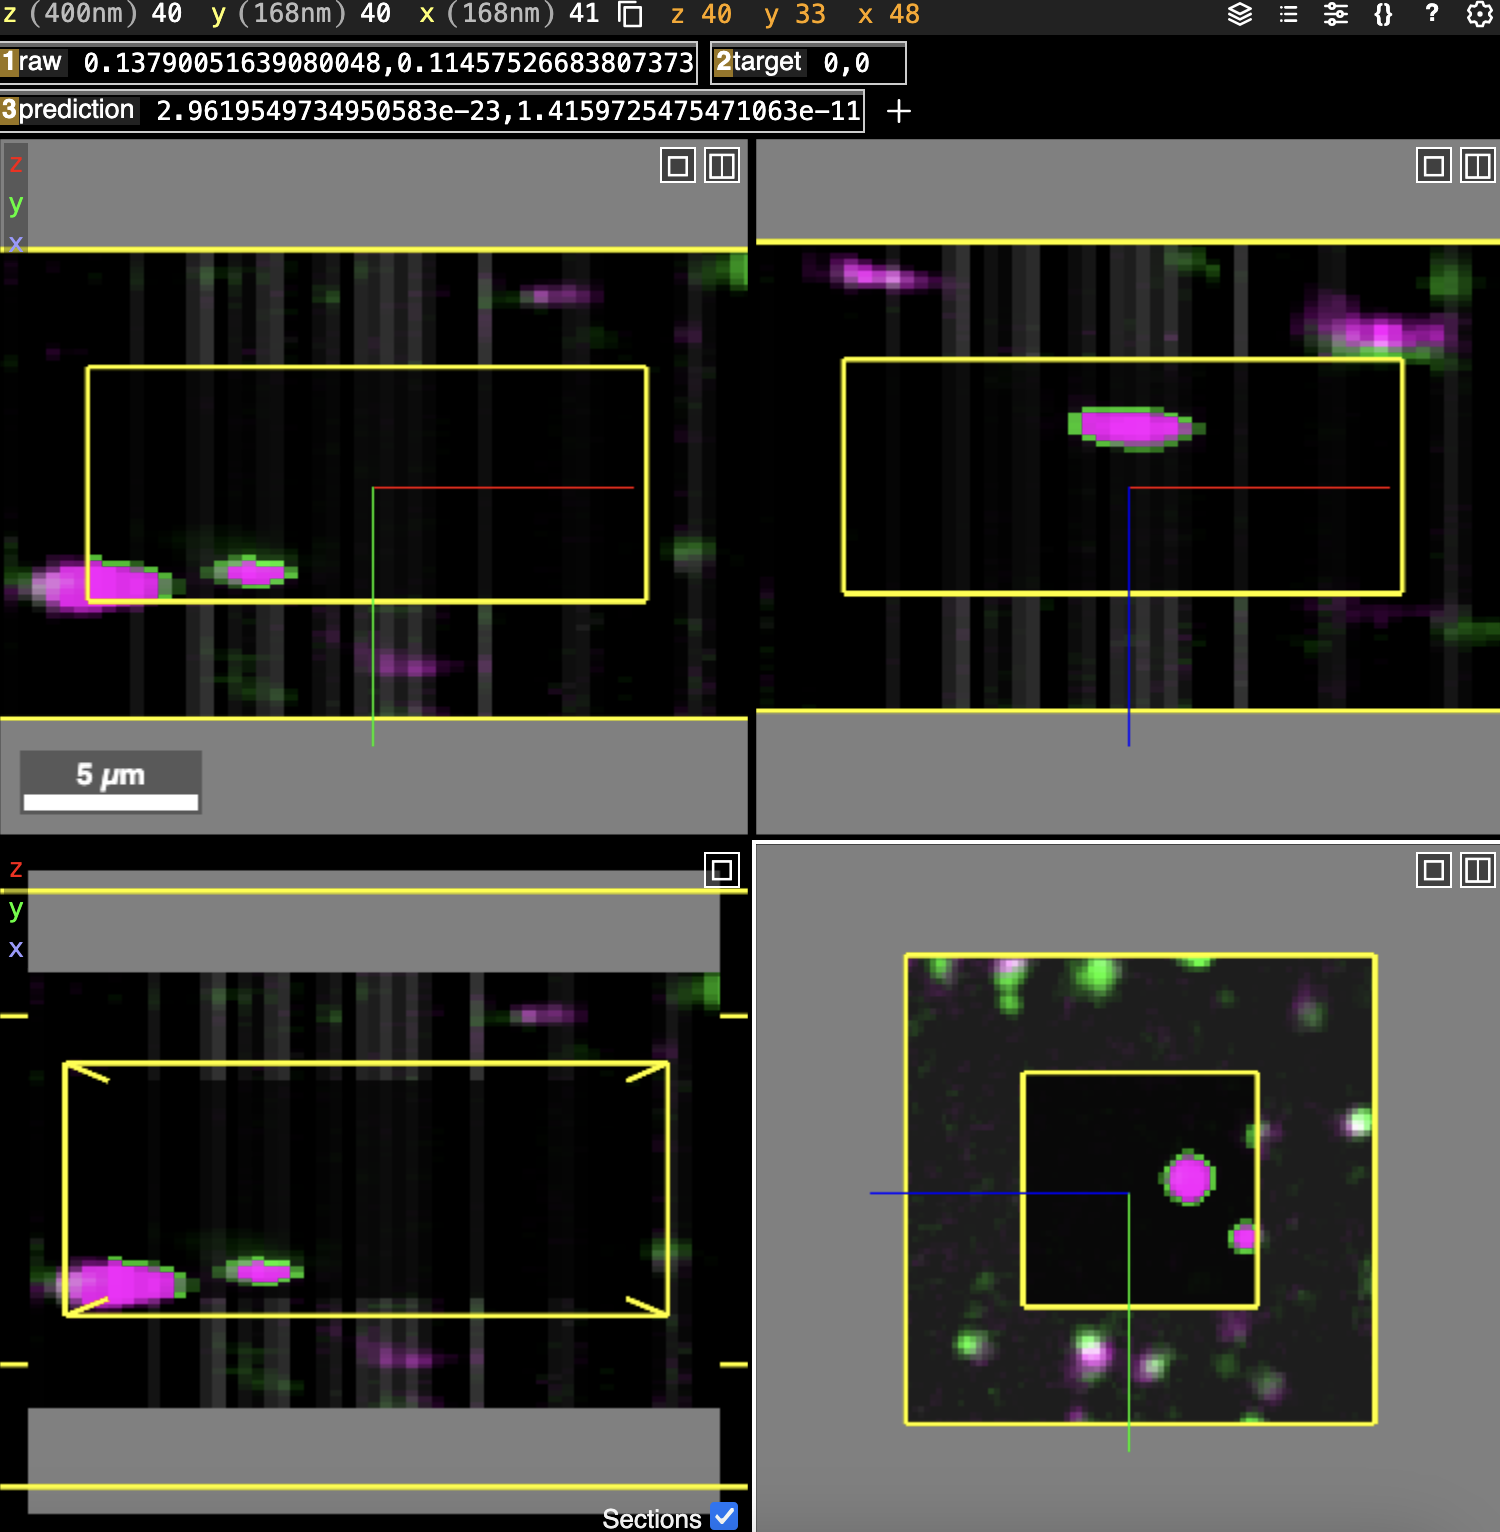 z (400nm) 40 y (168nm) 40 x (168nm) 41 z 40 y 33 x 48 {} ?
1raw 0.13790051639080048,0.11457526683807373 2target 0,0
3prediction 2.9619549734950583e-23,1.4159725475471063e-11 +
z
y
x
5 µm
z
y
x
Sections